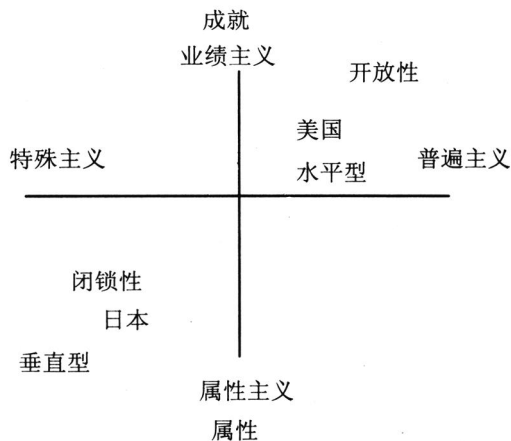 成就
业绩主义
开放性
美国
特殊主义
普遍主义
水平型
闭锁性
日本
垂直型
属性主义
属性